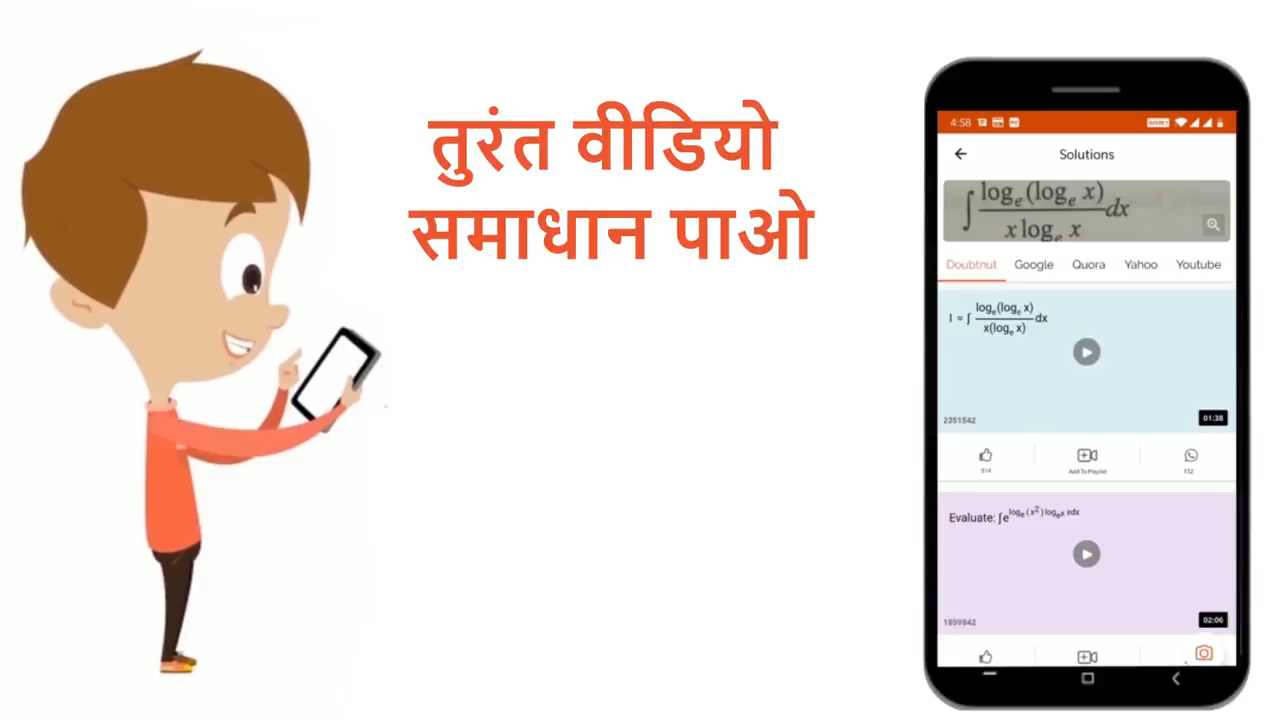 तुरंत वीडियो
समाधान पाओ
4:58
Solutions
∫ logₑ(logₑ x) / x logₑ x dx
Doubtnut Google Quora Yahoo Youtube
I = ∫ logₑ(logₑ x) / x(logₑ x) dx
2351542 01:38
914 Add To Playlist 152
Evaluate: ∫e^logₑ(x²) logₑx xdx
1859842 02:06